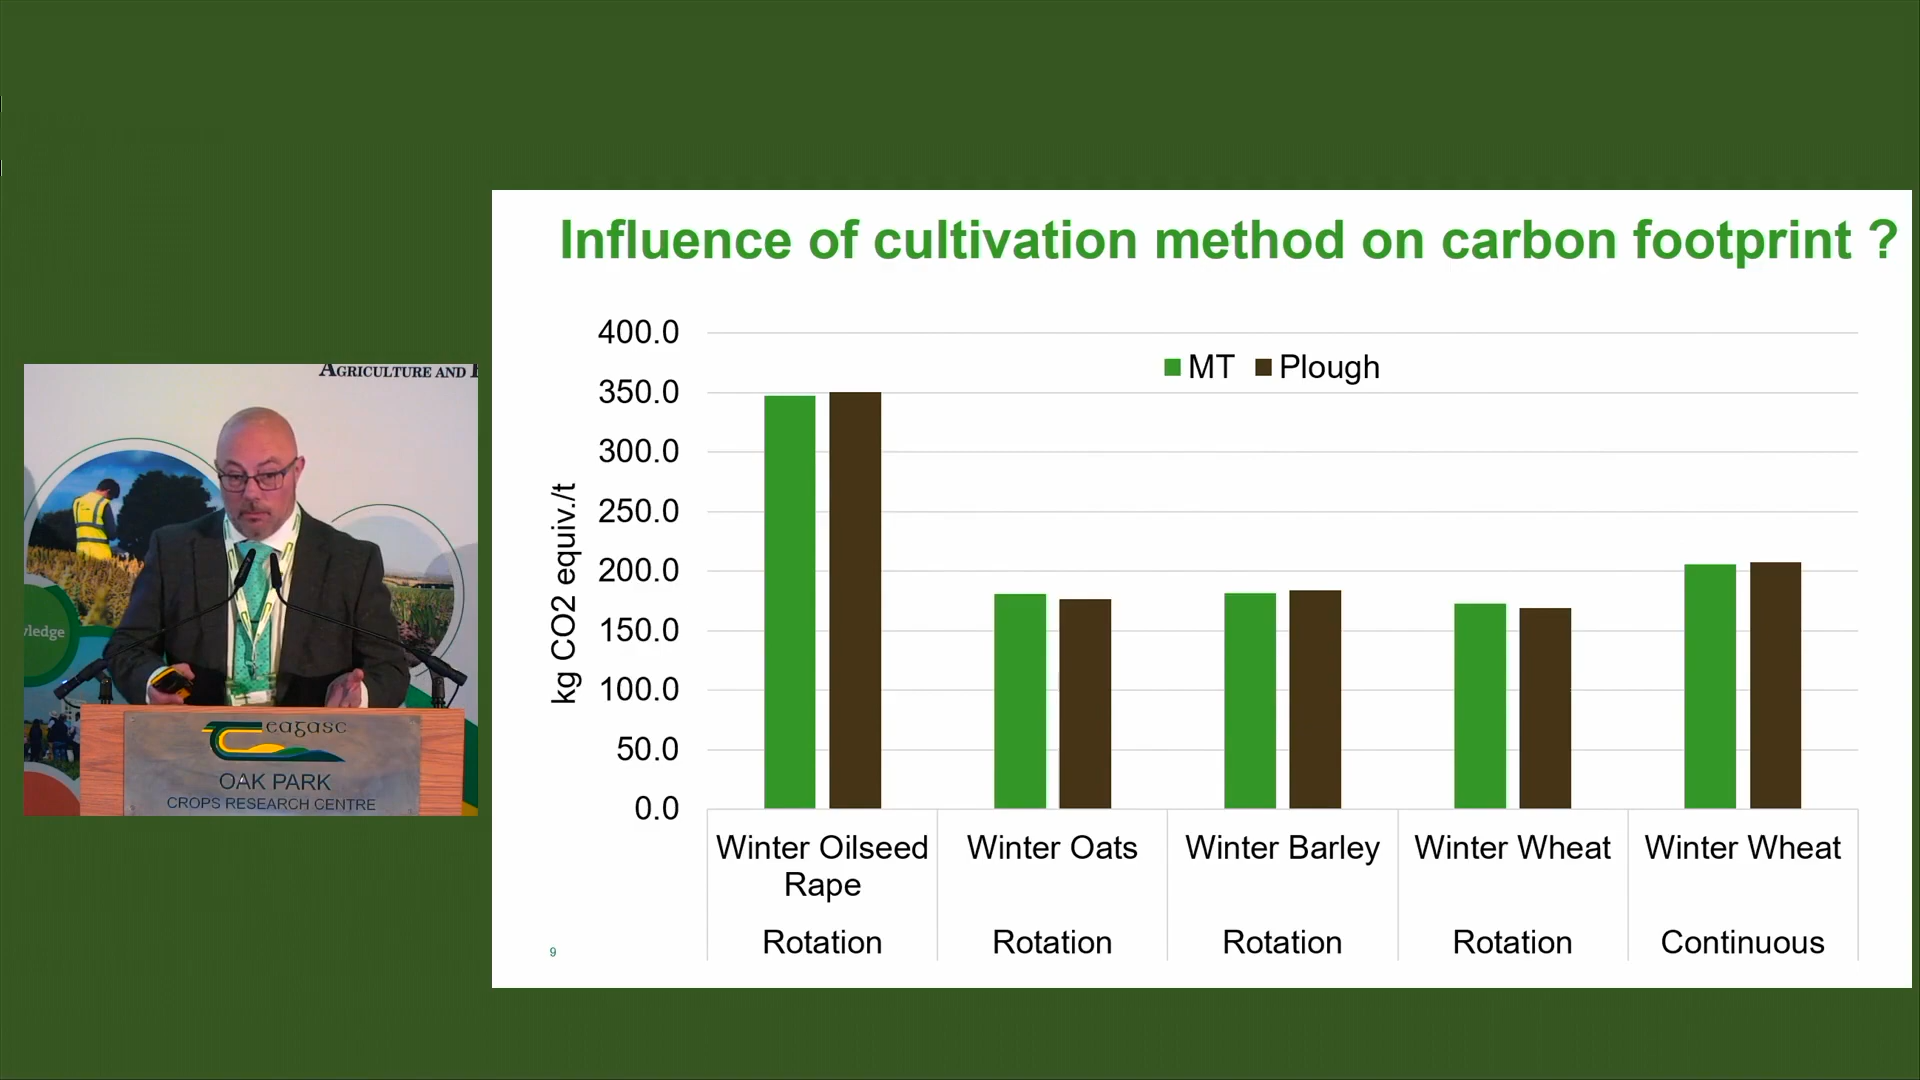 Influence of cultivation method on carbon footprint ?
400.0
350.0
300.0
250.0
200.0
150.0
100.0
50.0
0.0
kg CO2 equiv./t
MT Plough
Winter Oilseed
Rape
Winter Oats
Winter Barley
Winter Wheat
Winter Wheat
Rotation
Rotation
Rotation
Rotation
Continuous
9
AGRICULTURE AND
ledge
eagasc
OAK PARK
CROPS RESEARCH CENTRE